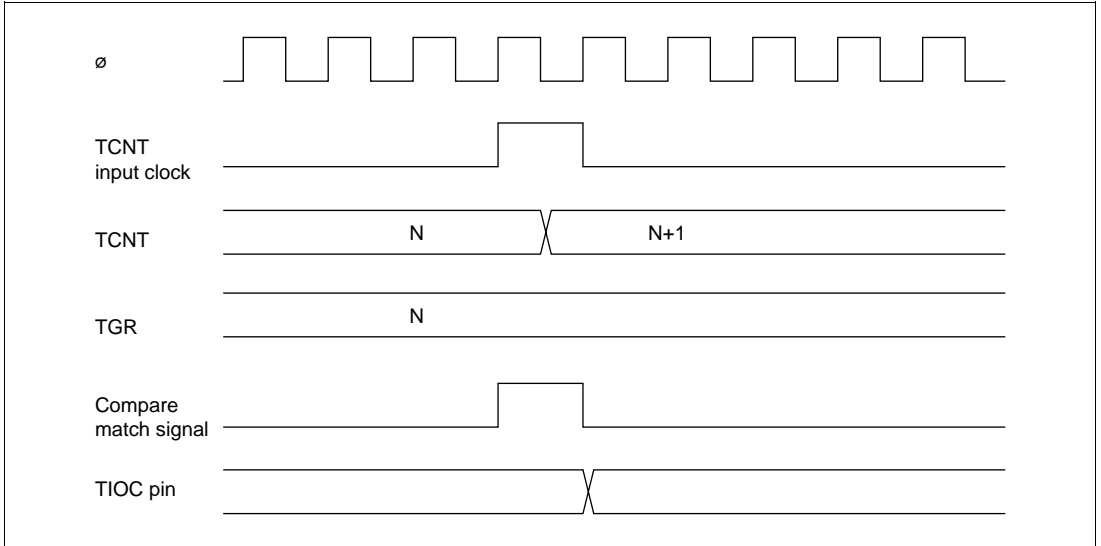 ø
TCNT
input clock
TCNT
N
N+1
TGR
N
Compare
match signal
TIOC pin